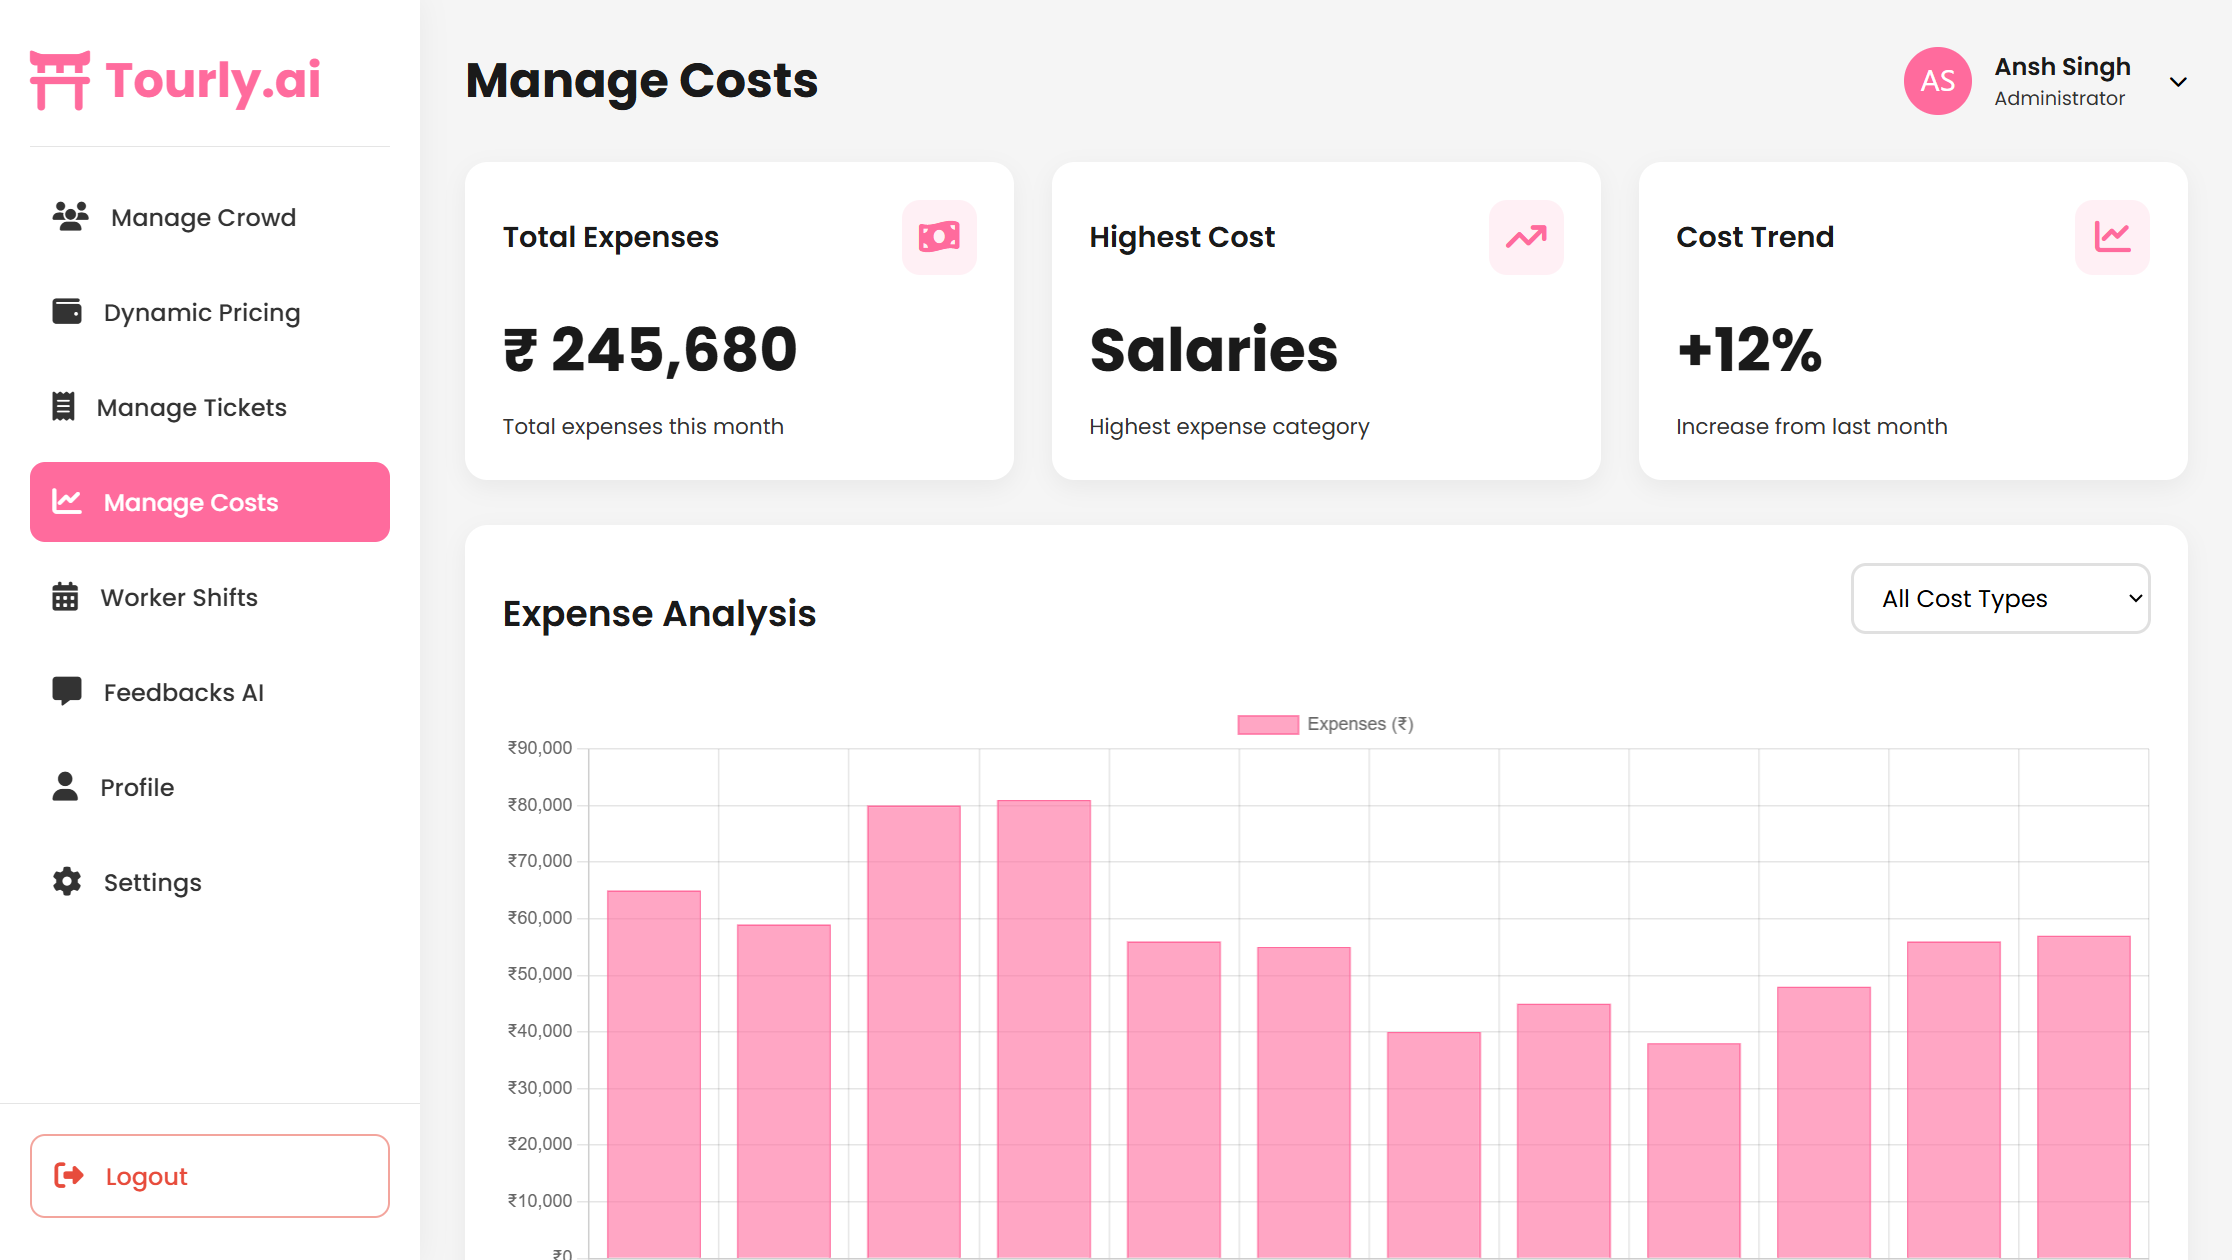 Tourly.ai
Manage Crowd
Dynamic Pricing
Manage Tickets
Manage Costs
Worker Shifts
Feedbacks AI
Profile
Settings
Logout
Manage Costs
AS
Ansh Singh
Administrator
Total Expenses
₹ 245,680
Total expenses this month
Highest Cost
Salaries
Highest expense category
Cost Trend
+12%
Increase from last month
Expense Analysis
All Cost Types
Expenses (₹)
₹90,000
₹80,000
₹70,000
₹60,000
₹50,000
₹40,000
₹30,000
₹20,000
₹10,000
₹0